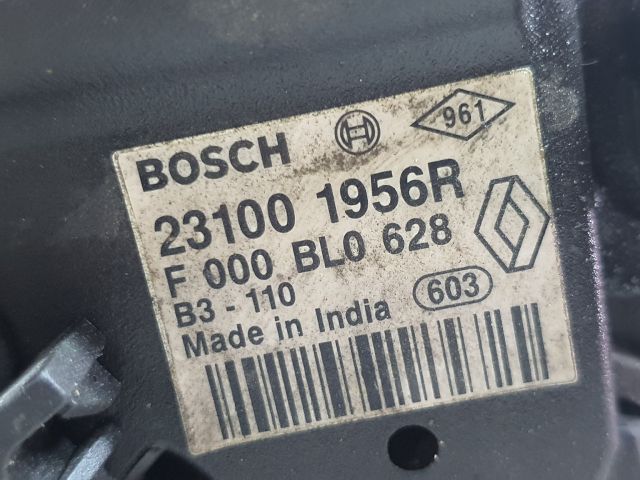 BOSCH
961
23100 1956R
F 000 BL0 628
B3 - 110
603
Made in India